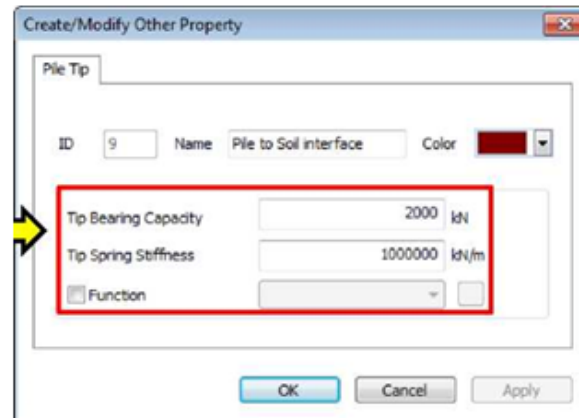 Create/Modify Other Property
Pile Tip
ID 9 Name Pile to Soil interface Color
Tip Bearing Capacity 2000 kN
Tip Spring Stiffness 1000000 kN/m
Function
OK Cancel Apply